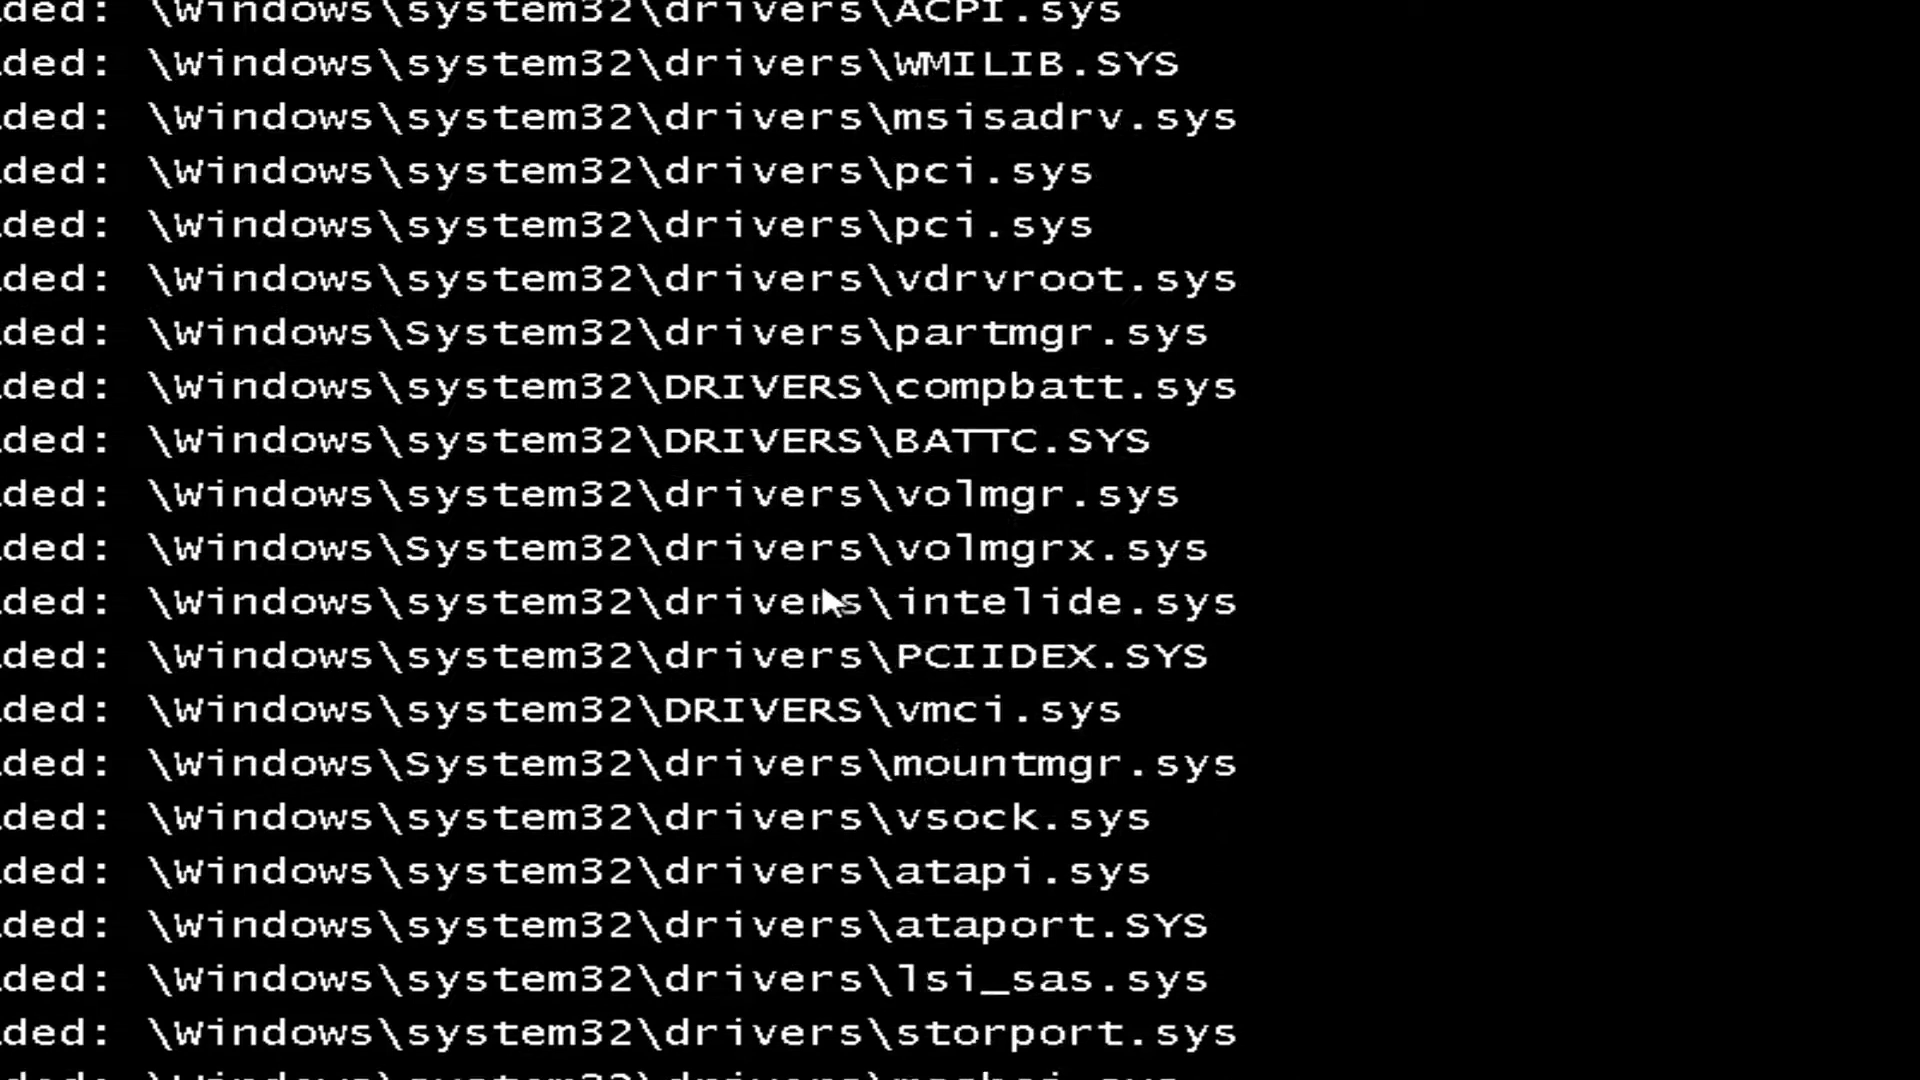 ded: \Windows\system32\drivers\ACPI.sys
ded: \Windows\system32\drivers\WMILIB.SYS
ded: \Windows\system32\drivers\msisadrv.sys
ded: \Windows\system32\drivers\pci.sys
ded: \Windows\system32\drivers\pci.sys
ded: \Windows\system32\drivers\vdrvroot.sys
ded: \Windows\System32\drivers\partmgr.sys
ded: \Windows\system32\DRIVERS\compbatt.sys
ded: \Windows\system32\DRIVERS\BATTC.SYS
ded: \Windows\system32\drivers\volmgr.sys
ded: \Windows\System32\drivers\volmgrx.sys
ded: \Windows\system32\drivers\intelide.sys
ded: \Windows\system32\drivers\PCIIDEX.SYS
ded: \Windows\system32\DRIVERS\vmci.sys
ded: \Windows\System32\drivers\mountmgr.sys
ded: \Windows\system32\drivers\vsock.sys
ded: \Windows\system32\drivers\atapi.sys
ded: \Windows\system32\drivers\ataport.SYS
ded: \Windows\system32\drivers\lsi_sas.sys
ded: \Windows\system32\drivers\storport.sys